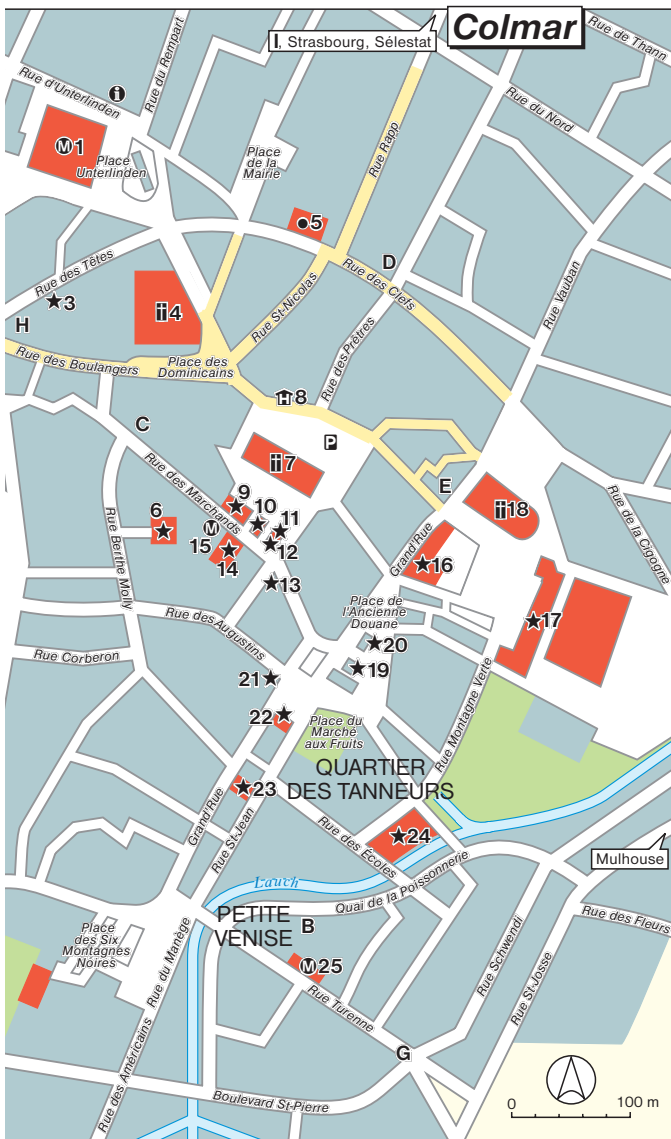 Colmar
I, Strasbourg, Sélestat
Rue de Thann
Rue du Rempart
Rue d'Unterlinden
i
Rue du Nord
M 1
Place
Unterlinden
Place
de la
Mairie
Rue Rapp
5
D
Rue des Clefs
Rue Vauban
Rue des Têtes
3
4
Rue St-Nicolas
H
Rue des Prêtres
Rue des Boulangers
Place des
Dominicains
H 8
C
P
7
E
18
Rue des Marchands
9
10
11
6
M
15
14
12
Grand'Rue
16
Rue de la Cigogne
Rue Berthe Molly
13
Place de
l'Ancienne
Douane
17
Rue des Augustins
20
19
Rue Corberon
21
Rue Montagne Verte
22
Place du
Marché
aux Fruits
QUARTIER
DES TANNEURS
23
Grand'Rue
Rue St-Jean
24
Rue des Écoles
Mulhouse
Lauch
Quai de la Poissonnerie
PETITE
VENISE
B
Rue des Fleurs
Place
des Six
Montagnes
Noires
Rue du Manège
M 25
Rue Schwendi
Rue St-Josse
Rue Turenne
G
Rue des Américains
Boulevard St-Pierre
0 100 m